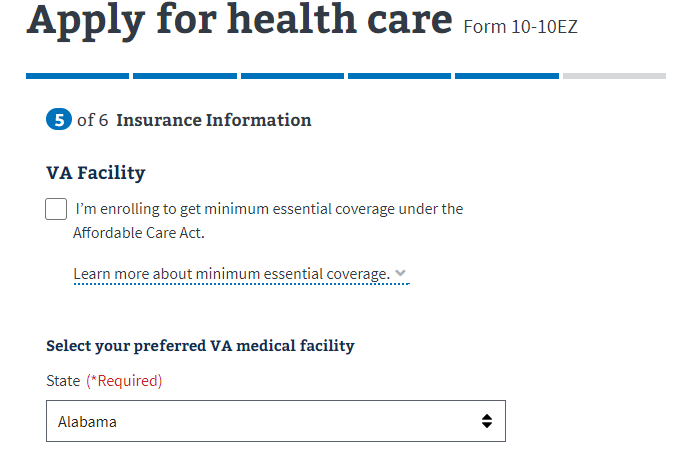 Apply for health care Form 10-10EZ
5 of 6 Insurance Information
VA Facility
I'm enrolling to get minimum essential coverage under the
Affordable Care Act.
Learn more about minimum essential coverage.
Select your preferred VA medical facility
State (*Required)
Alabama